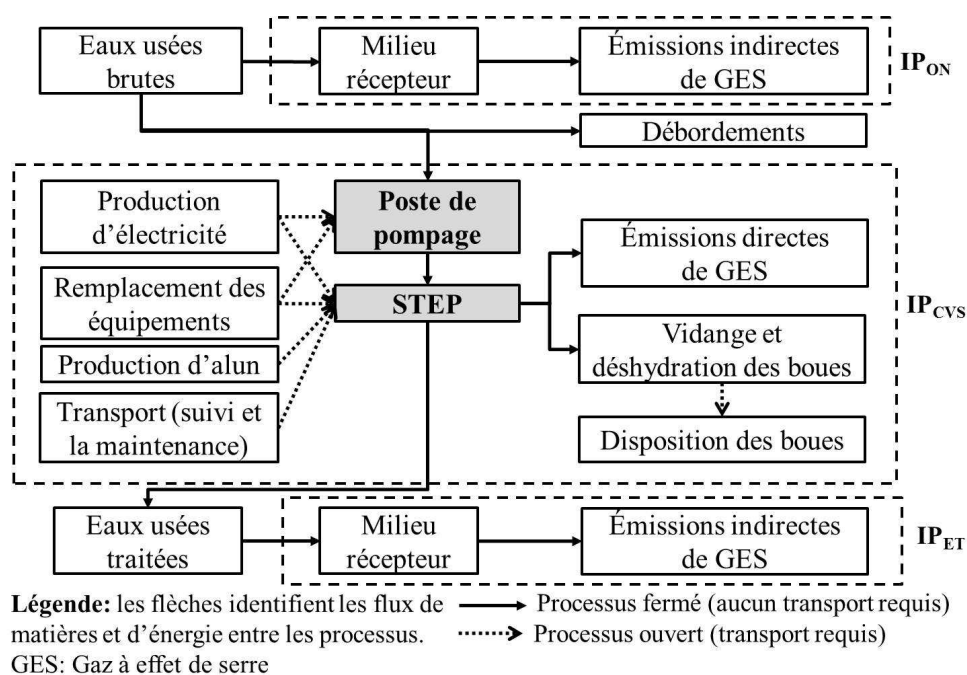 Eaux usées
brutes
Milieu
récepteur
Émissions indirectes
de GES
IPON
Débordements
Production
d’électricité
Poste de
pompage
Émissions directes
de GES
Remplacement des
équipements
STEP
IPCVS
Production d’alun
Vidange et
déshydration des boues
Transport (suivi et
la maintenance)
Disposition des boues
Eaux usées
traitées
Milieu
récepteur
Émissions indirectes
de GES
IPET
Légende: les flèches identifient les flux de
matières et d’énergie entre les processus.
GES: Gaz à effet de serre
Processus fermé (aucun transport requis)
Processus ouvert (transport requis)